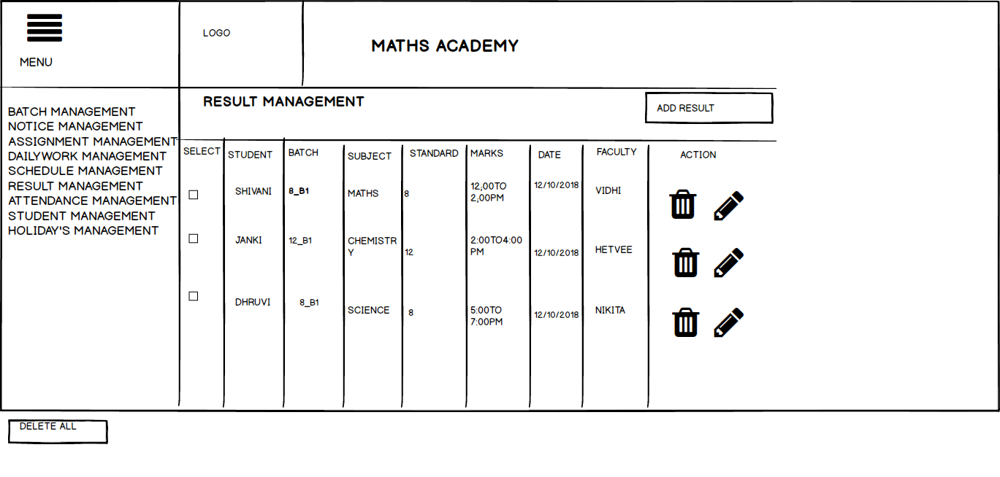 MENU
LOGO
MATHS ACADEMY
BATCH MANAGEMENT
NOTICE MANAGEMENT
ASSIGNMENT MANAGEMENT
DAILYWORK MANAGEMENT
SCHEDULE MANAGEMENT
RESULT MANAGEMENT
ATTENDANCE MANAGEMENT
STUDENT MANAGEMENT
HOLIDAY'S MANAGEMENT
RESULT MANAGEMENT
ADD RESULT
SELECT STUDENT BATCH SUBJECT STANDARD MARKS DATE FACULTY ACTION
SHIVANI 8_B1 MATHS 8 12,00TO 12/10/2018 VIDHI
2,00PM
JANKI 12_B1 CHEMISTR 12 2:00TO4:00 12/10/2018 HETVEE
Y PM
DHRUVI 8_B1 SCIENCE 8 5:00TO 12/10/2018 NIKITA
7:00PM
DELETE ALL